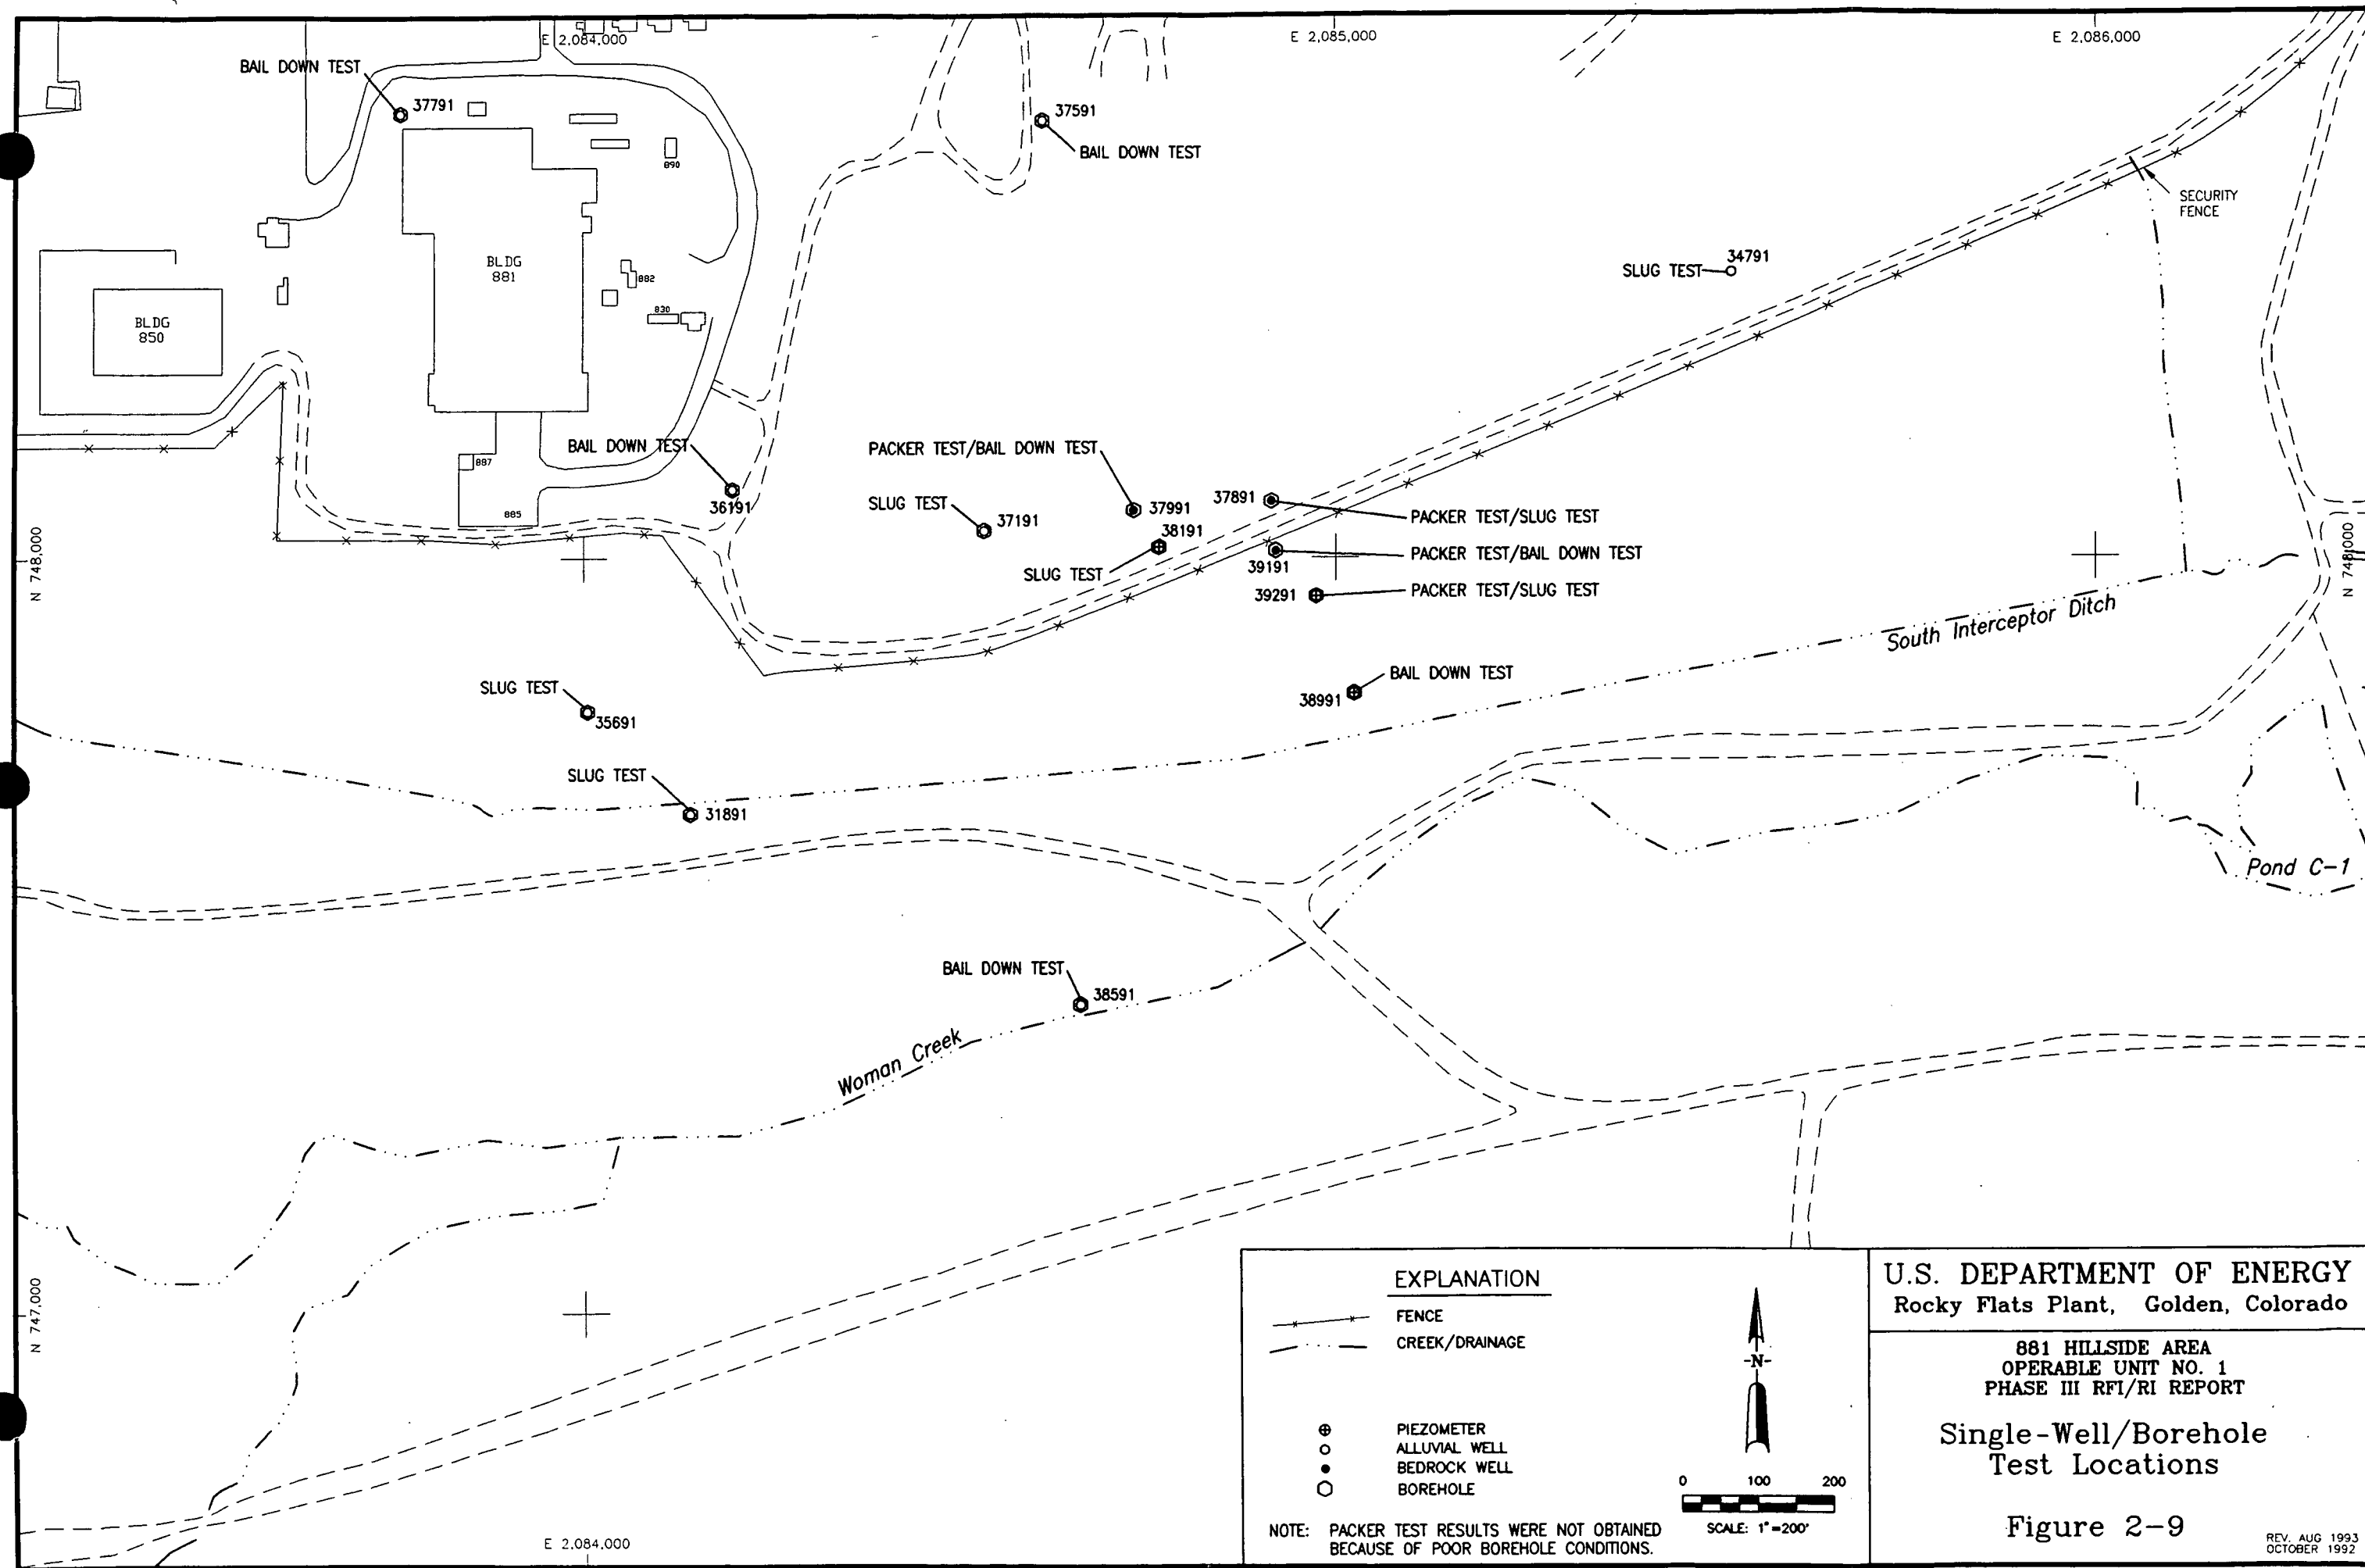 E 2,084,000
E 2,085,000
E 2,086,000
BAIL DOWN TEST
37791
37591
BAIL DOWN TEST
890
SECURITY
FENCE
BLDG
881
882
34791
SLUG TEST
830
BLDG
850
BAIL DOWN TEST
887
PACKER TEST/BAIL DOWN TEST
36191
885
SLUG TEST
37191
37991
37891
PACKER TEST/SLUG TEST
38191
SLUG TEST
39191
PACKER TEST/BAIL DOWN TEST
39291
PACKER TEST/SLUG TEST
N 748,000
N 748,000
South Interceptor Ditch
SLUG TEST
35691
BAIL DOWN TEST
38991
SLUG TEST
31891
Pond C-1
BAIL DOWN TEST
38591
Woman Creek
N 747,000
E 2,084,000
EXPLANATION
FENCE
CREEK/DRAINAGE
PIEZOMETER
ALLUVIAL WELL
BEDROCK WELL
BOREHOLE
-N-
0 100 200
SCALE: 1"=200'
NOTE: PACKER TEST RESULTS WERE NOT OBTAINED
BECAUSE OF POOR BOREHOLE CONDITIONS.
U.S. DEPARTMENT OF ENERGY
Rocky Flats Plant, Golden, Colorado
881 HILLSIDE AREA
OPERABLE UNIT NO. 1
PHASE III RFI/RI REPORT
Single-Well/Borehole
Test Locations
Figure 2-9
REV. AUG 1993
OCTOBER 1992